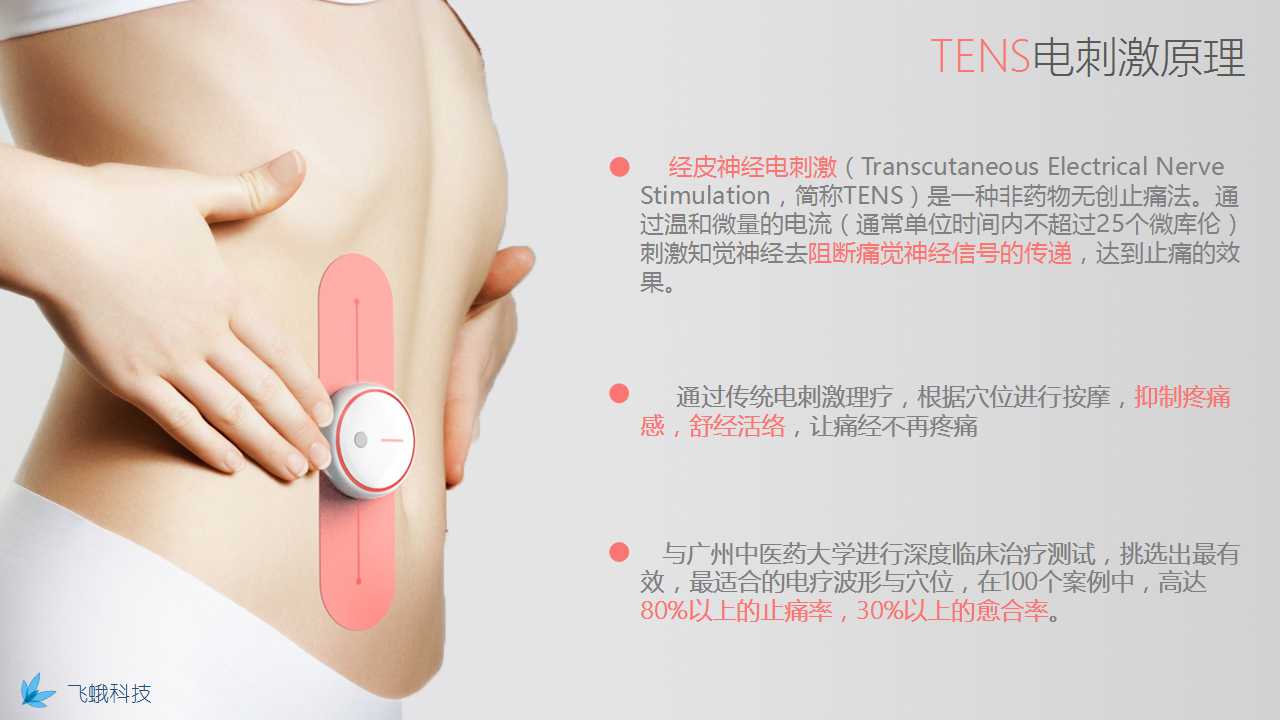 TENS电刺激原理
经皮神经电刺激（Transcutaneous Electrical Nerve
Stimulation，简称TENS）是一种非药物无创止痛法。通
过温和微量的电流（通常单位时间内不超过25个微库伦）
刺激知觉神经去阻断痛觉神经信号的传递，达到止痛的效
果。
通过传统电刺激理疗，根据穴位进行按摩，抑制疼痛
感，舒经活络，让痛经不再疼痛
与广州中医药大学进行深度临床治疗测试，挑选出最有
效，最适合的电疗波形与穴位，在100个案例中，高达
80%以上的止痛率，30%以上的愈合率。
飞蛾科技